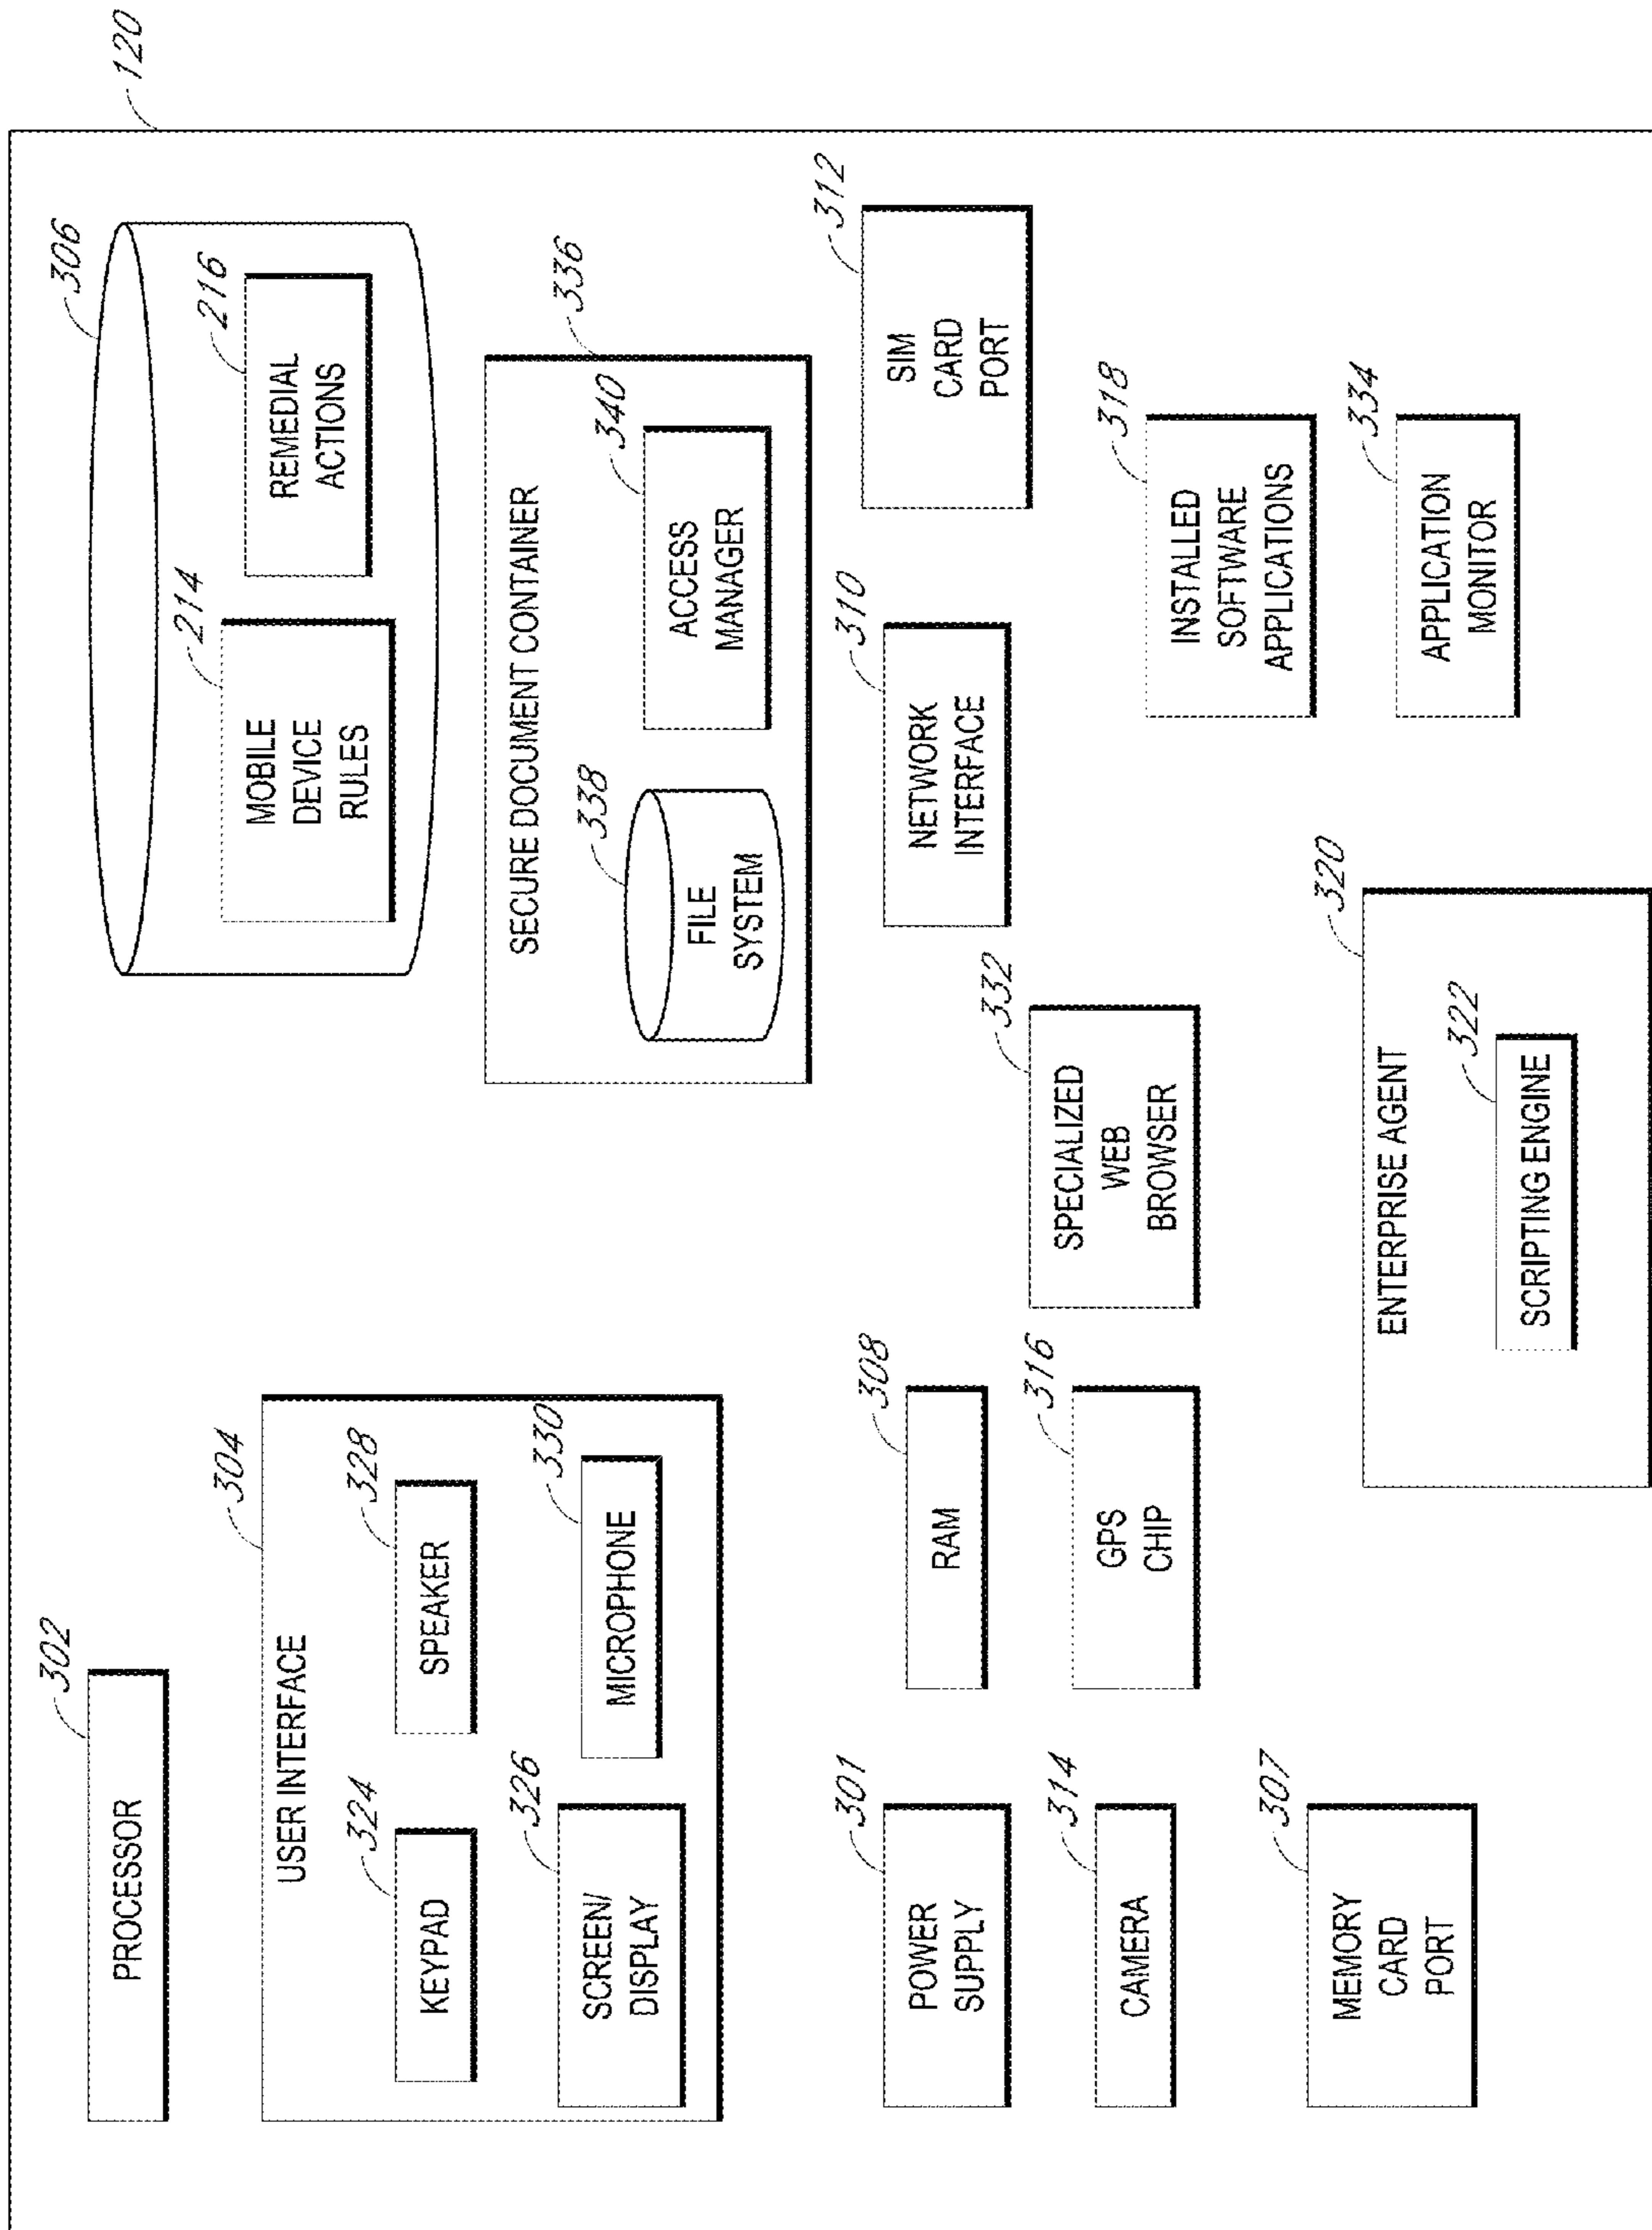 120
302
PROCESSOR
304
USER INTERFACE
324
KEYPAD
328
SPEAKER
326
SCREEN/
DISPLAY
330
MICROPHONE
306
214
MOBILE
DEVICE
RULES
216
REMEDIAL
ACTIONS
336
SECURE DOCUMENT CONTAINER
338
FILE
SYSTEM
340
ACCESS
MANAGER
301
POWER
SUPPLY
308
RAM
310
NETWORK
INTERFACE
312
SIM
CARD
PORT
314
CAMERA
316
GPS
CHIP
332
SPECIALIZED
WEB
BROWSER
318
INSTALLED
SOFTWARE
APPLICATIONS
307
MEMORY
CARD
PORT
320
ENTERPRISE AGENT
322
SCRIPTING ENGINE
334
APPLICATION
MONITOR